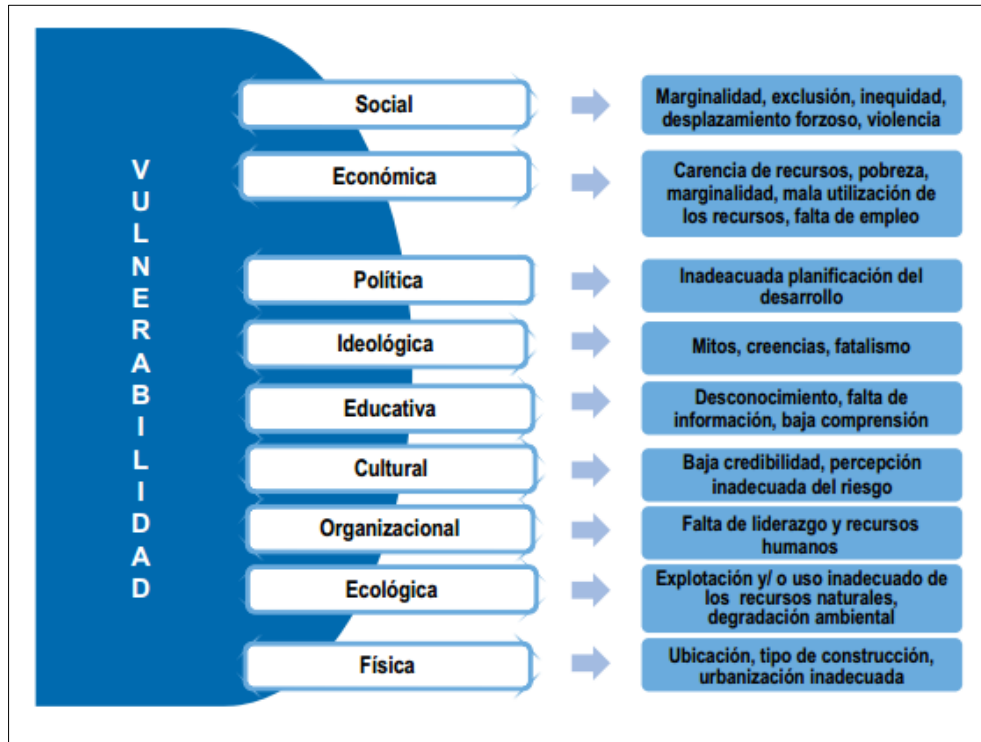 VULNERABILIDAD
Social
Marginalidad, exclusión, inequidad,
desplazamiento forzoso, violencia
Económica
Carencia de recursos, pobreza,
marginalidad, mala utilización de
los recursos, falta de empleo
Política
Inadeacuada planificación del
desarrollo
Ideológica
Mitos, creencias, fatalismo
Educativa
Desconocimiento, falta de
información, baja comprensión
Cultural
Baja credibilidad, percepción
inadecuada del riesgo
Organizacional
Falta de liderazgo y recursos
humanos
Ecológica
Explotación y/ o uso inadecuado de
los recursos naturales,
degradación ambiental
Física
Ubicación, tipo de construcción,
urbanización inadecuada